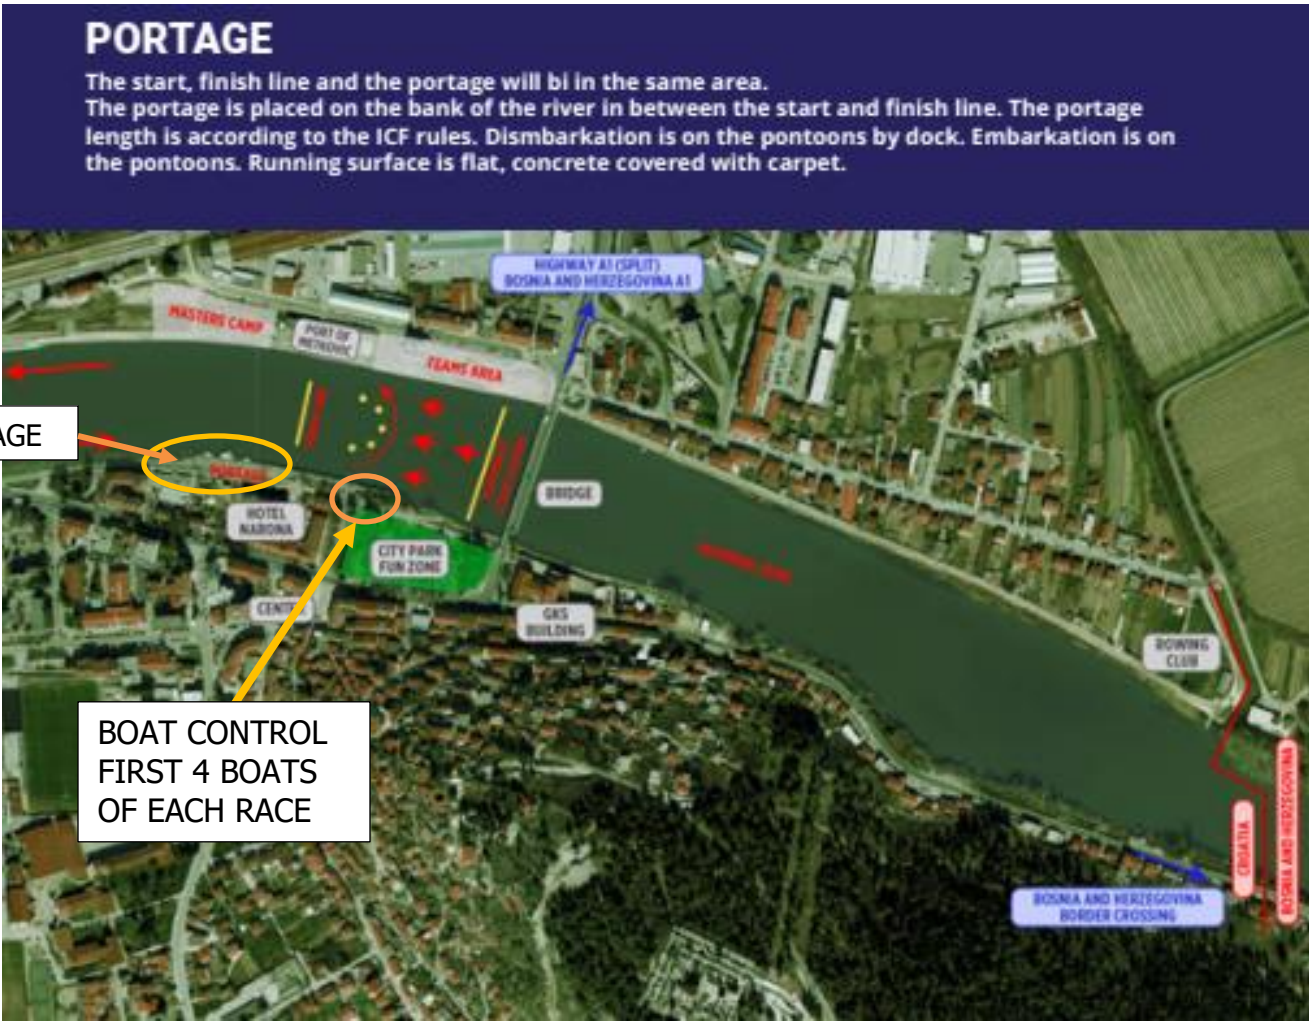 PORTAGE
The start, finish line and the portage will bi in the same area.
The portage is placed on the bank of the river in between the start and finish line. The portage
length is according to the ICF rules. Dismbarkation is on the pontoons by dock. Embarkation is on
the pontoons. Running surface is flat, concrete covered with carpet.
HIGHWAY A1 (SPLIT)
BOSNIA AND HERZEGOVINA A1
MASTERS CAMP
PORT OF
METKOVIĆ
TEAMS AREA
AGE
PORTAGE
HOTEL
NARONA
BRIDGE
CITY PARK
FUN ZONE
CENT
GKS
BUILDING
ROWING
CLUB
BOAT CONTROL
FIRST 4 BOATS
OF EACH RACE
CROATIA
BOSNIA AND HERZEGOVINA
BOSNIA AND HERZEGOVINA
BORDER CROSSING